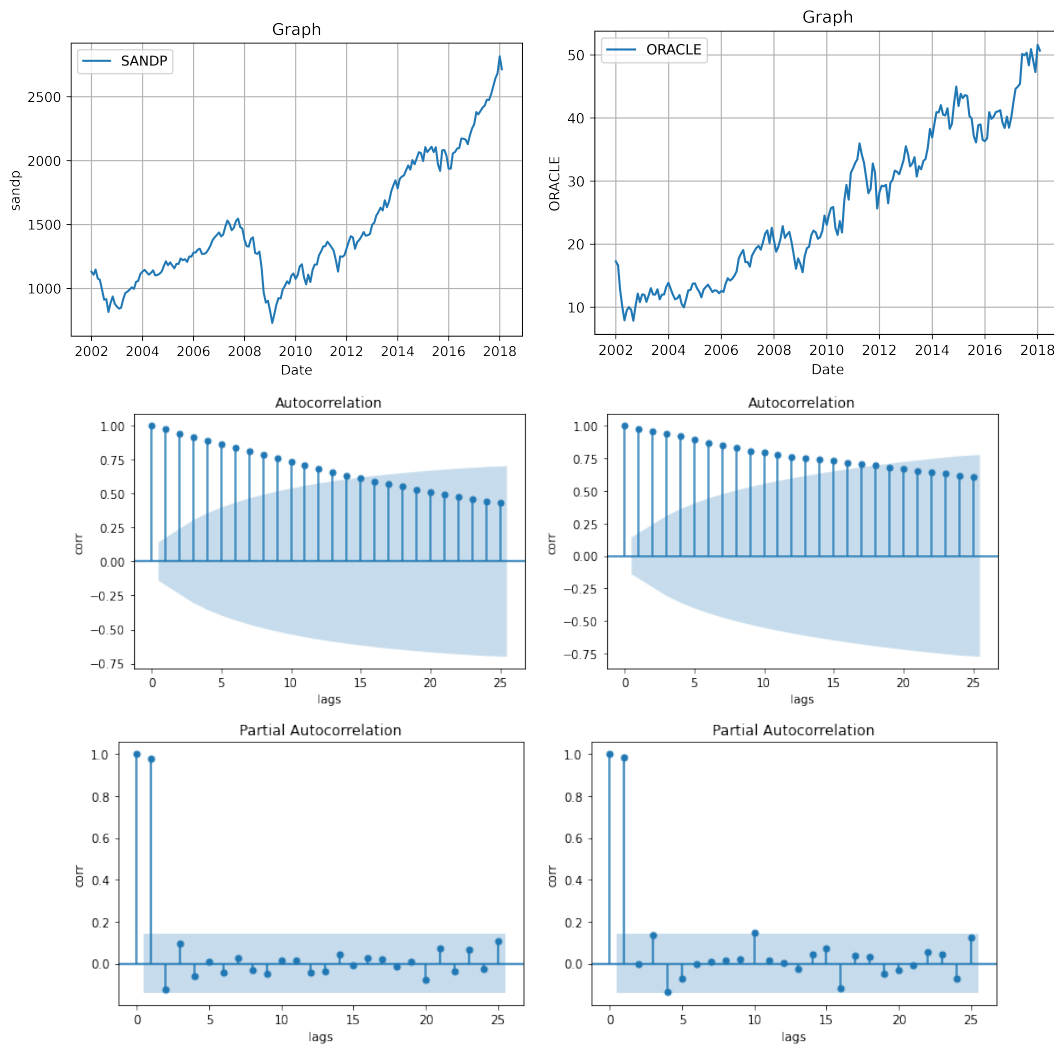 Graph
SANDP
sandp
2500
2000
1500
1000
2002 2004 2006 2008 2010 2012 2014 2016 2018
Date
Graph
ORACLE
ORACLE
50
40
30
20
10
2002 2004 2006 2008 2010 2012 2014 2016 2018
Date
Autocorrelation
corr
1.00
0.75
0.50
0.25
0.00
−0.25
−0.50
−0.75
0 5 10 15 20 25
lags
Autocorrelation
corr
1.00
0.75
0.50
0.25
0.00
−0.25
−0.50
−0.75
0 5 10 15 20 25
lags
Partial Autocorrelation
corr
1.0
0.8
0.6
0.4
0.2
0.0
0 5 10 15 20 25
lags
Partial Autocorrelation
corr
1.0
0.8
0.6
0.4
0.2
0.0
0 5 10 15 20 25
lags